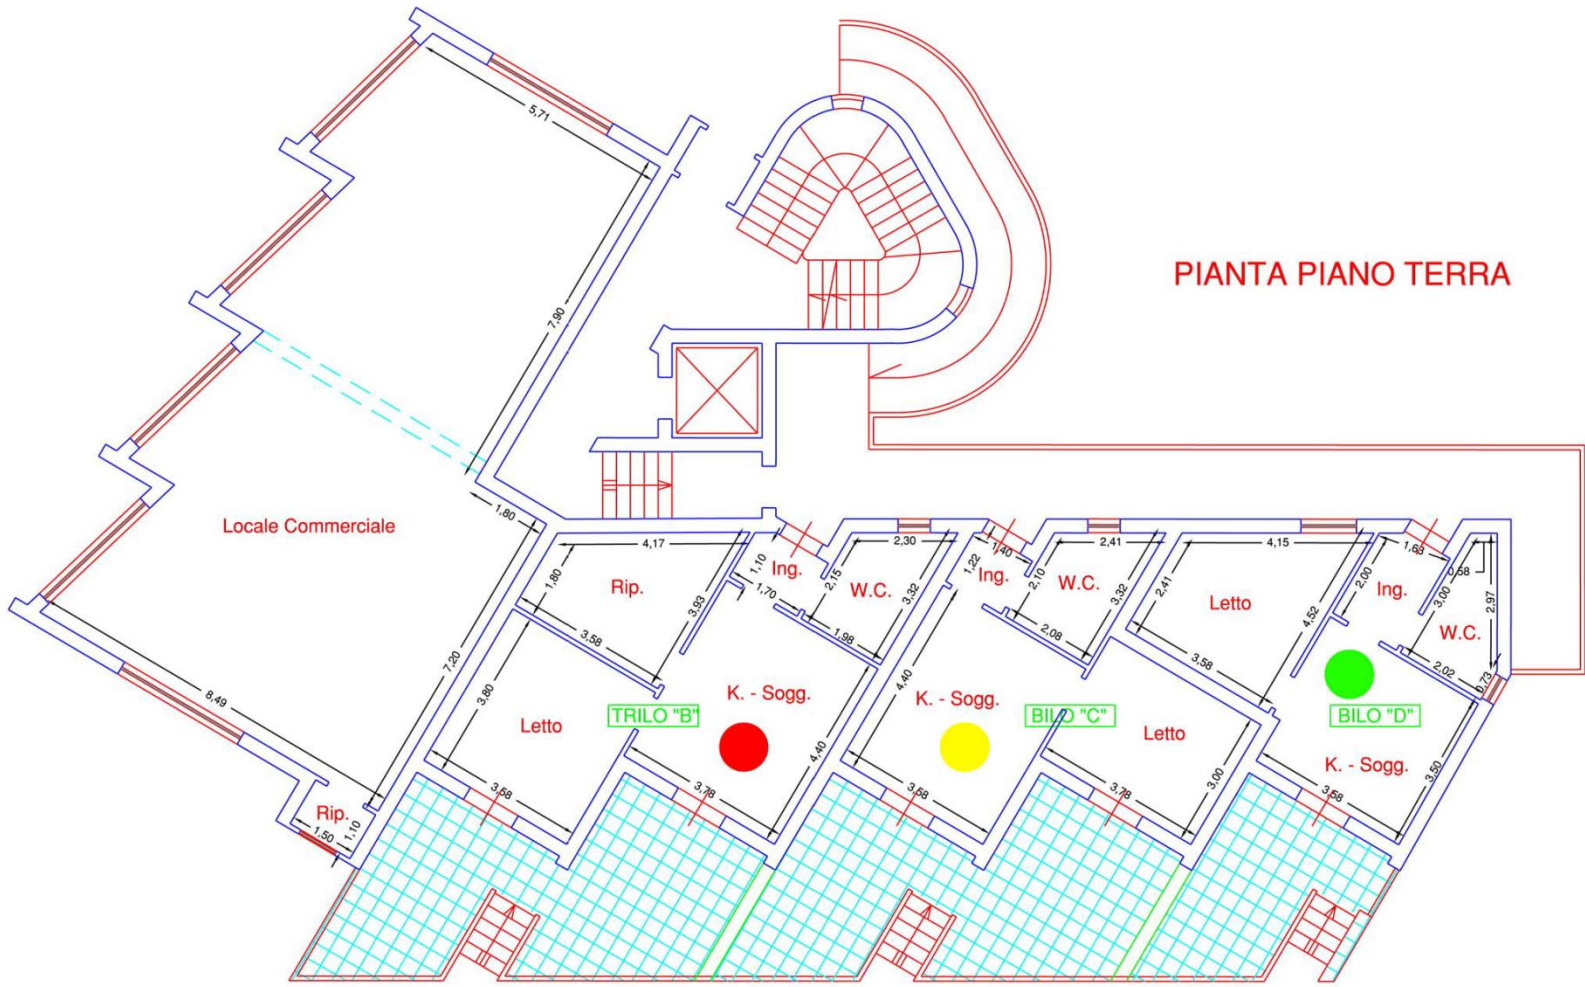 PIANTA PIANO TERRA
5,71
7,90
1,80
Locale Commerciale
8,49
7,20
Rip.
1,50
1,10
4,17
1,80
Rip.
3,93
3,58
1,10
Ing.
1,70
2,30
2,15
W.C.
3,32
1,98
3,80
Letto
TRILO "B"
K. - Sogg.
3,58
3,78
4,40
1,40
1,22
Ing.
2,41
2,10
W.C.
3,32
2,08
4,40
K. - Sogg.
BILO "C"
Letto
3,58
3,78
3,00
4,15
2,41
Letto
3,58
4,52
1,63
2,00
Ing.
0,58
3,00
2,97
W.C.
2,02
0,73
BILO "D"
K. - Sogg.
3,58
3,50